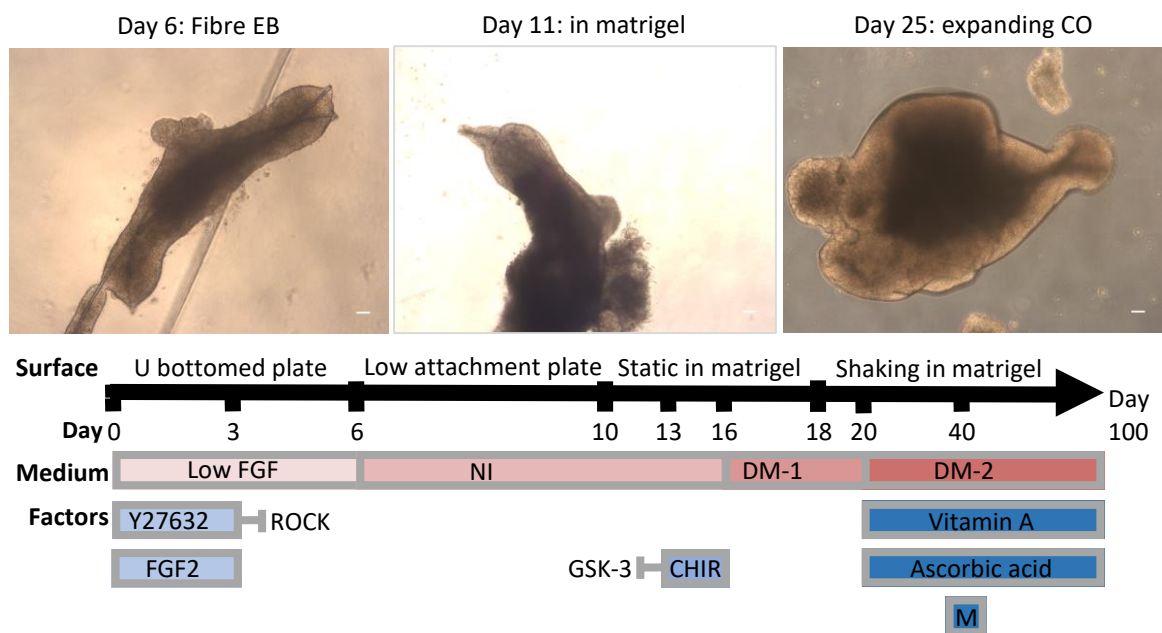 Day 6: Fibre EB
Day 11: in matrigel
Day 25: expanding CO
Surface
U bottomed plate
Low attachment plate
Static in matrigel
Shaking in matrigel
Day
0
3
6
10
13
16
18
20
40
Day
100
Medium
Low FGF
NI
DM-1
DM-2
Factors
Y27632
ROCK
Vitamin A
FGF2
GSK-3
CHIR
Ascorbic acid
M